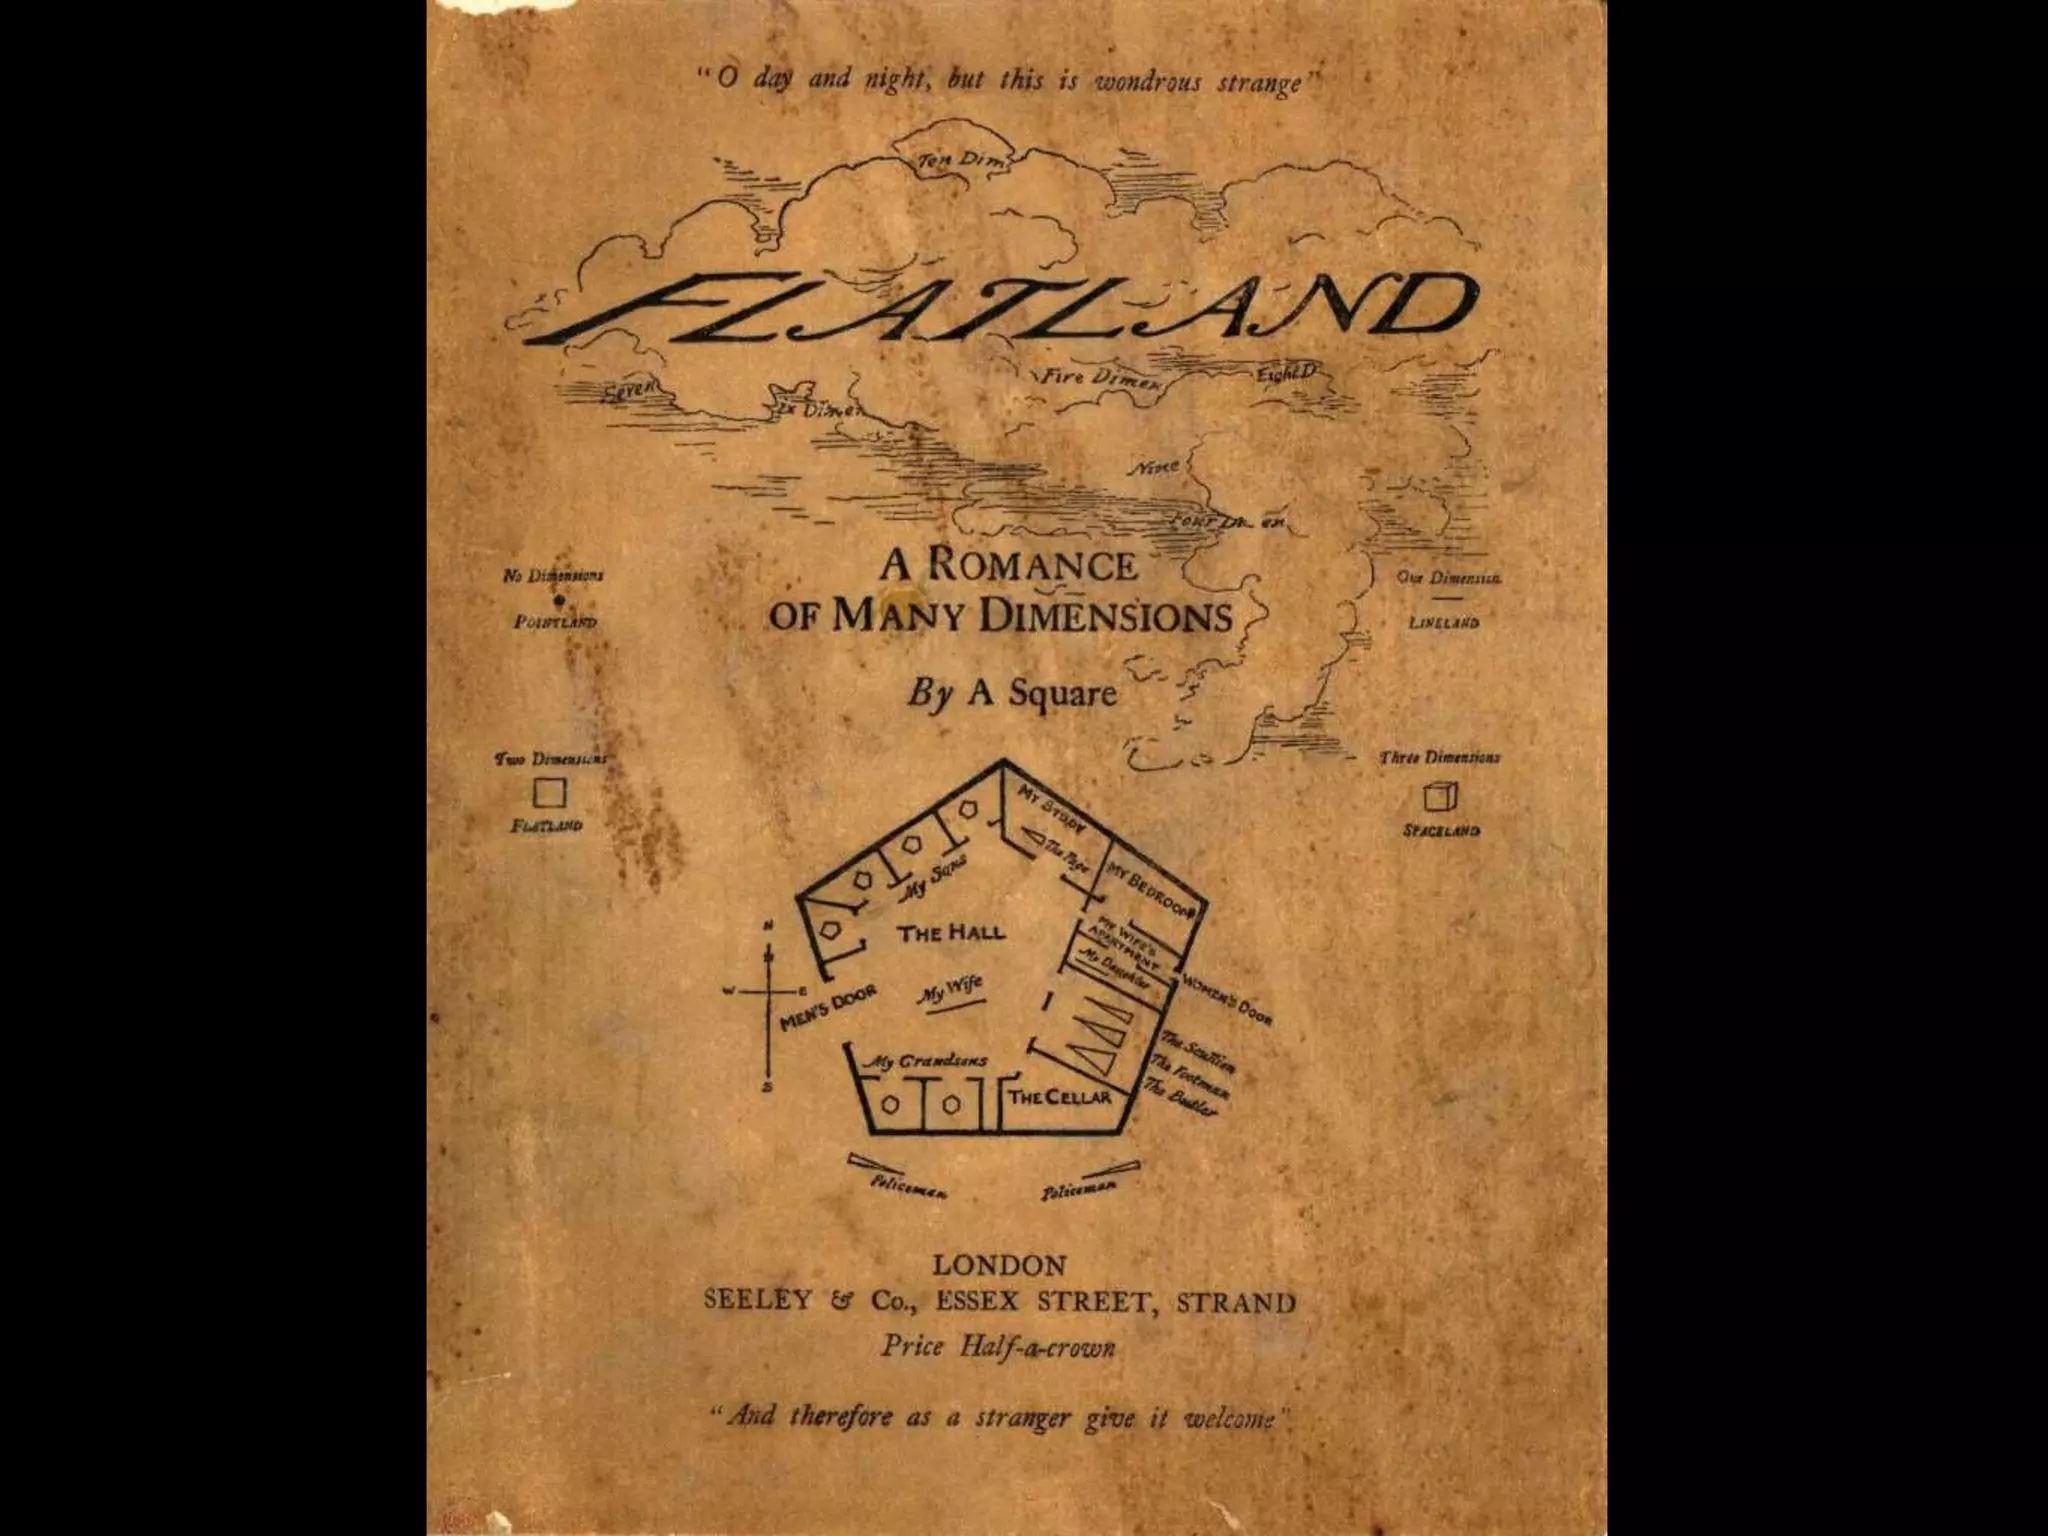 "O day and night, but this is wondrous strange"
Ten Dim
FLATLAND
Seven
ix Dimen
Fire Dimen
Eight D
Nine
Four Dimen
A ROMANCE
OF MANY DIMENSIONS
No Dimensions
POINTLAND
One Dimension
LINELAND
By A Square
Two Dimensions
FLATLAND
Three Dimensions
SPACELAND
MY STUDY
The Page
MY BEDROOM
My Sons
THE HALL
MY WIFE'S
APARTMENT
My Daughter
N
W E
S
MEN'S DOOR
My Wife
WOMEN'S DOOR
The Scullion
The Footman
The Butler
My Grandsons
THE CELLAR
Policeman
Policeman
LONDON
SEELEY & Co., ESSEX STREET, STRAND
Price Half-a-crown
"And therefore as a stranger give it welcome"